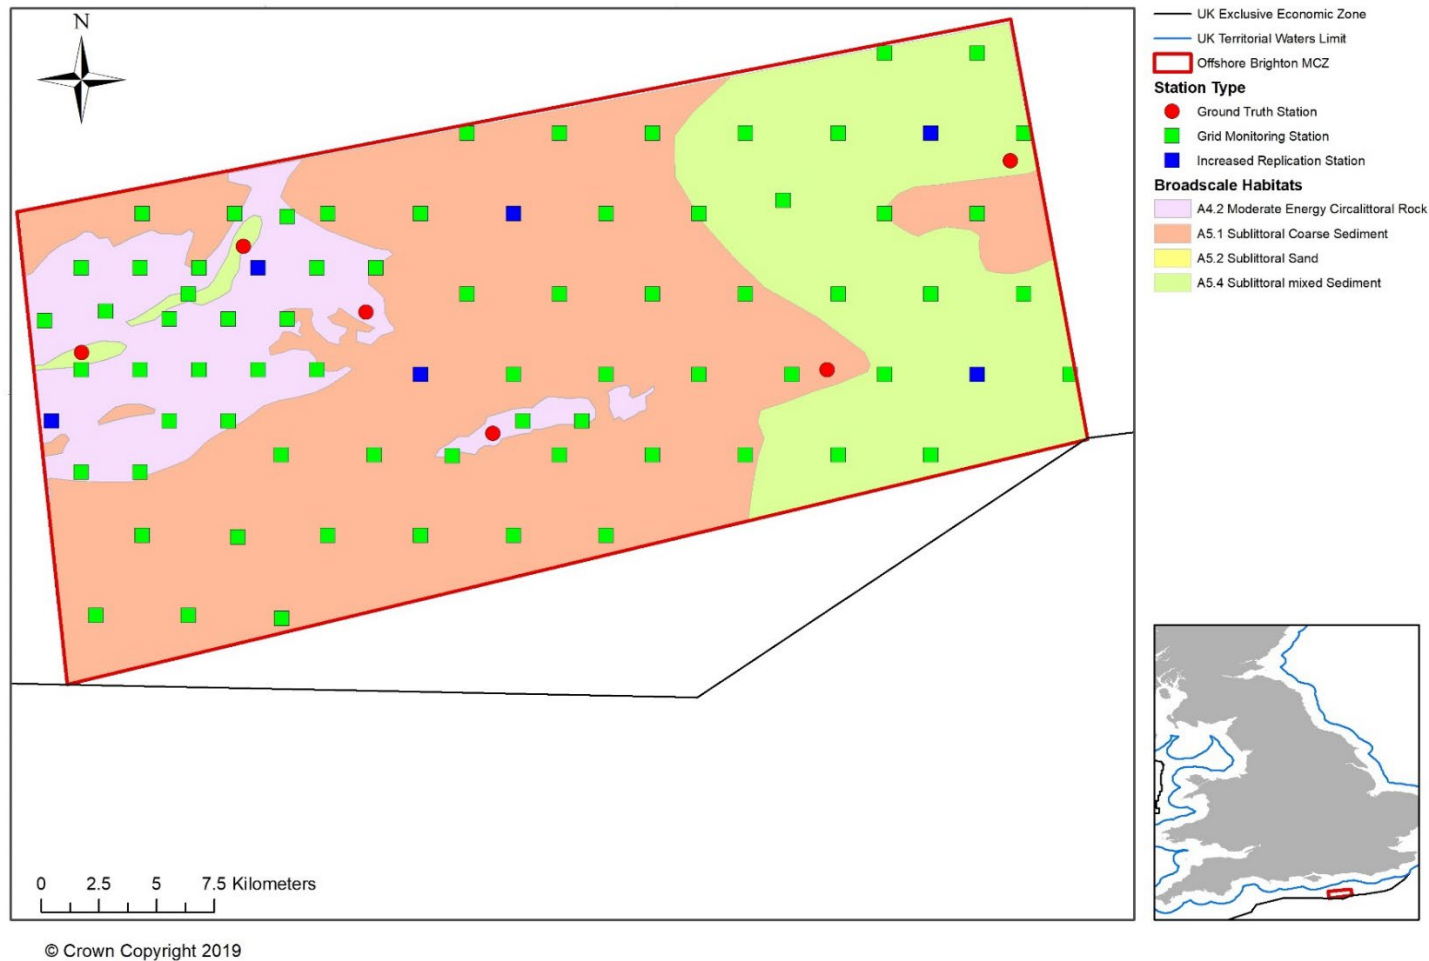 N
UK Exclusive Economic Zone
UK Territorial Waters Limit
Offshore Brighton MCZ
Station Type
Ground Truth Station
Grid Monitoring Station
Increased Replication Station
Broadscale Habitats
A4.2 Moderate Energy Circalittoral Rock
A5.1 Sublittoral Coarse Sediment
A5.2 Sublittoral Sand
A5.4 Sublittoral mixed Sediment
0 2.5 5 7.5 Kilometers
© Crown Copyright 2019